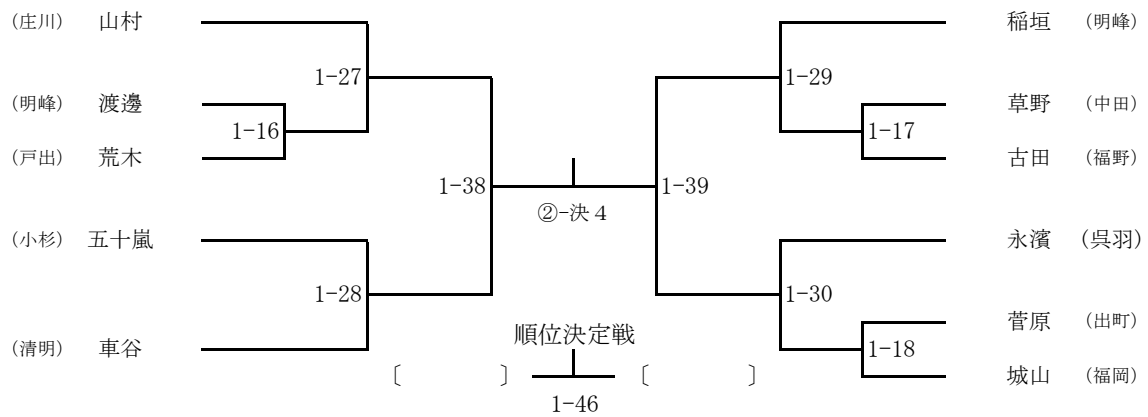 (庄川) 山村 稲垣 (明峰)
1-27 1-29
(明峰) 渡邊 草野 (中田)
1-16 1-17
(戸出) 荒木 古田 (福野)
1-38 1-39
②-決4
(小杉) 五十嵐 永濱 (呉羽)
1-28 1-30
菅原 (出町)
順位決定戦
(清明) 車谷 1-18
〔 〕 〔 〕 城山 (福岡)
1-46